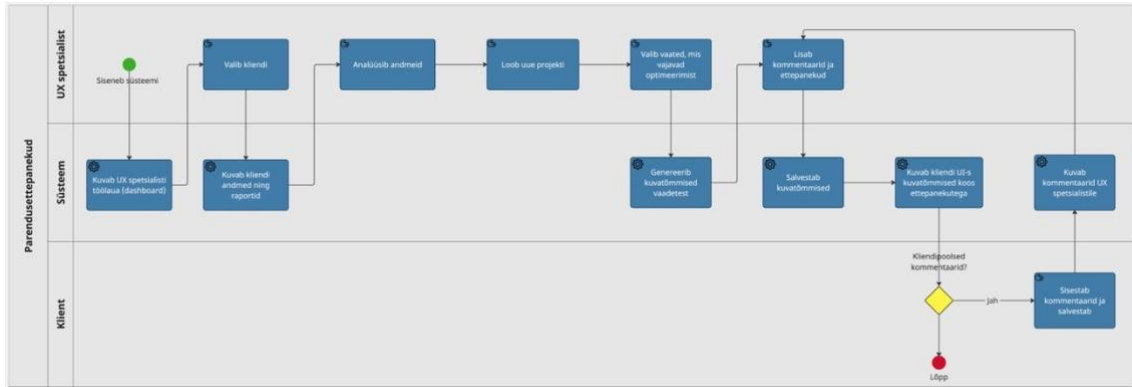 Parendusettepanekud
UX spetsialist
Siseneb süsteemi
Valib kliendi
Analüüsib andmeid
Loob uue projekti
Valib vaated, mis
vajavad
optimeerimist
Lisab
kommentaarid ja
ettepanekud
Süsteem
Kuvab UX spetsialisti
töölaua (dashboard)
Kuvab kliendi
andmed ning
raportid
Genereerib
kuvatõmmised
vaadetest
Salvestab
kuvatõmmised
Kuvab kliendi UI-s
kuvatõmmised koos
ettepanekutega
Kuvab
kommentaarid UX
spetsialistile
Klient
Kliendipoolsed
kommentaarid?
Jah
Sisestab
kommentaarid ja
salvestab
Lõpp